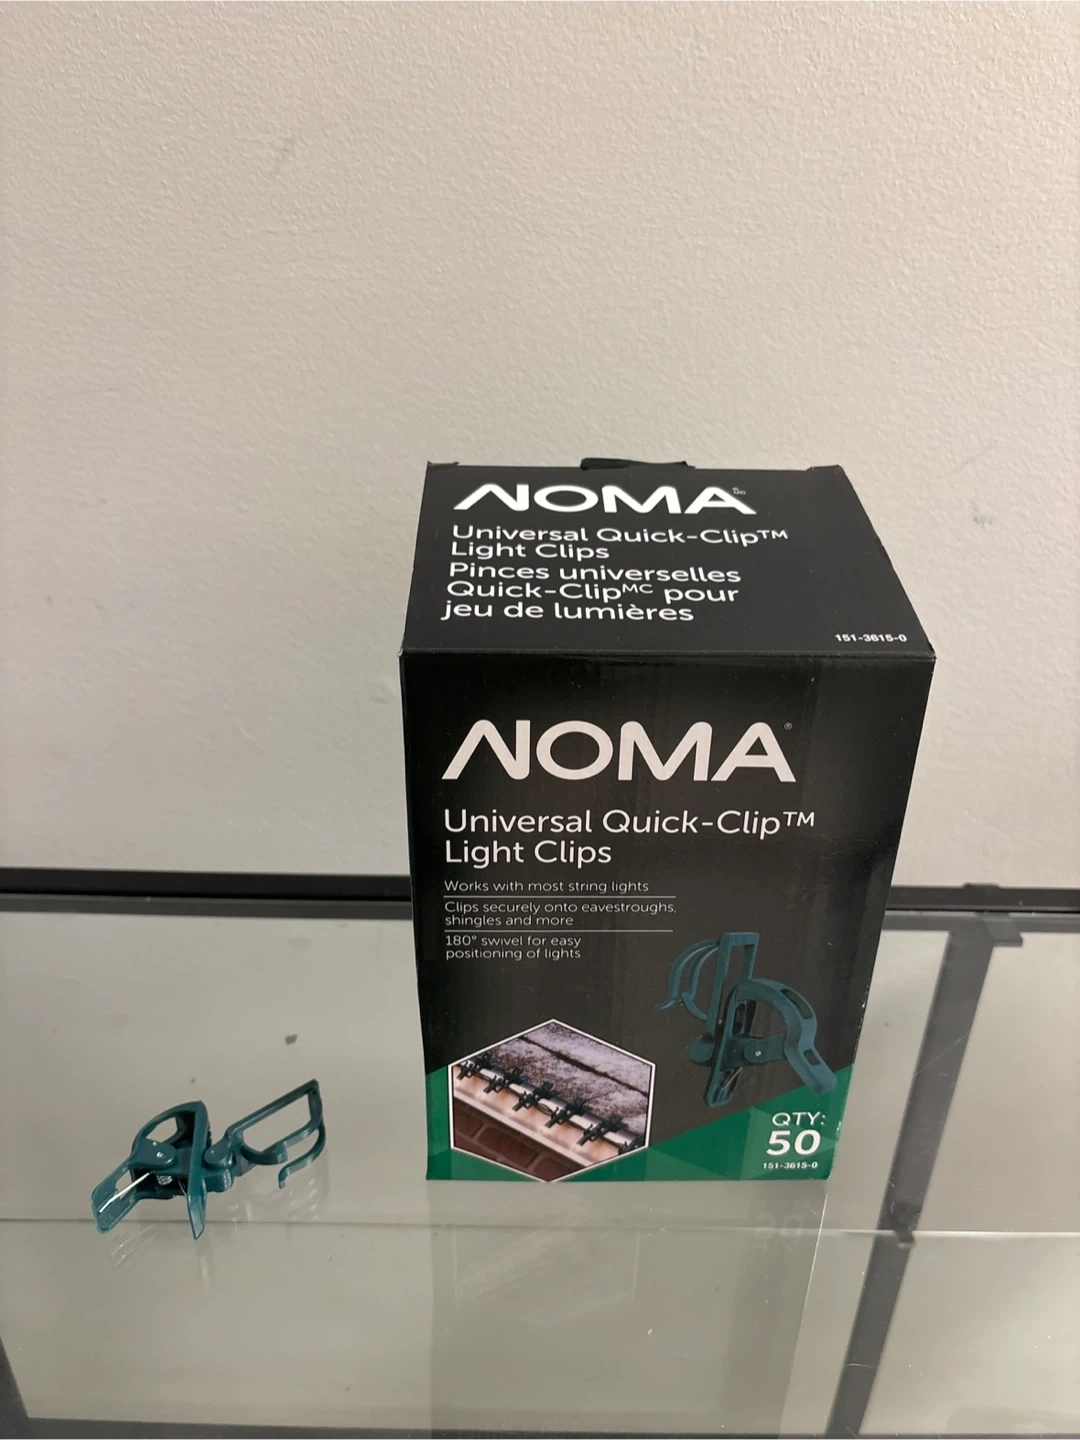 NOMA®
MD
Universal Quick-Clip™
Light Clips
Pinces universelles
Quick-Clipᴹᶜ pour
jeu de lumières
151-3615-0
NOMA®
Universal Quick-Clip™
Light Clips
Works with most string lights
Clips securely onto eavestroughs,
shingles and more
180° swivel for easy
positioning of lights
QTY:
50
151-3615-0